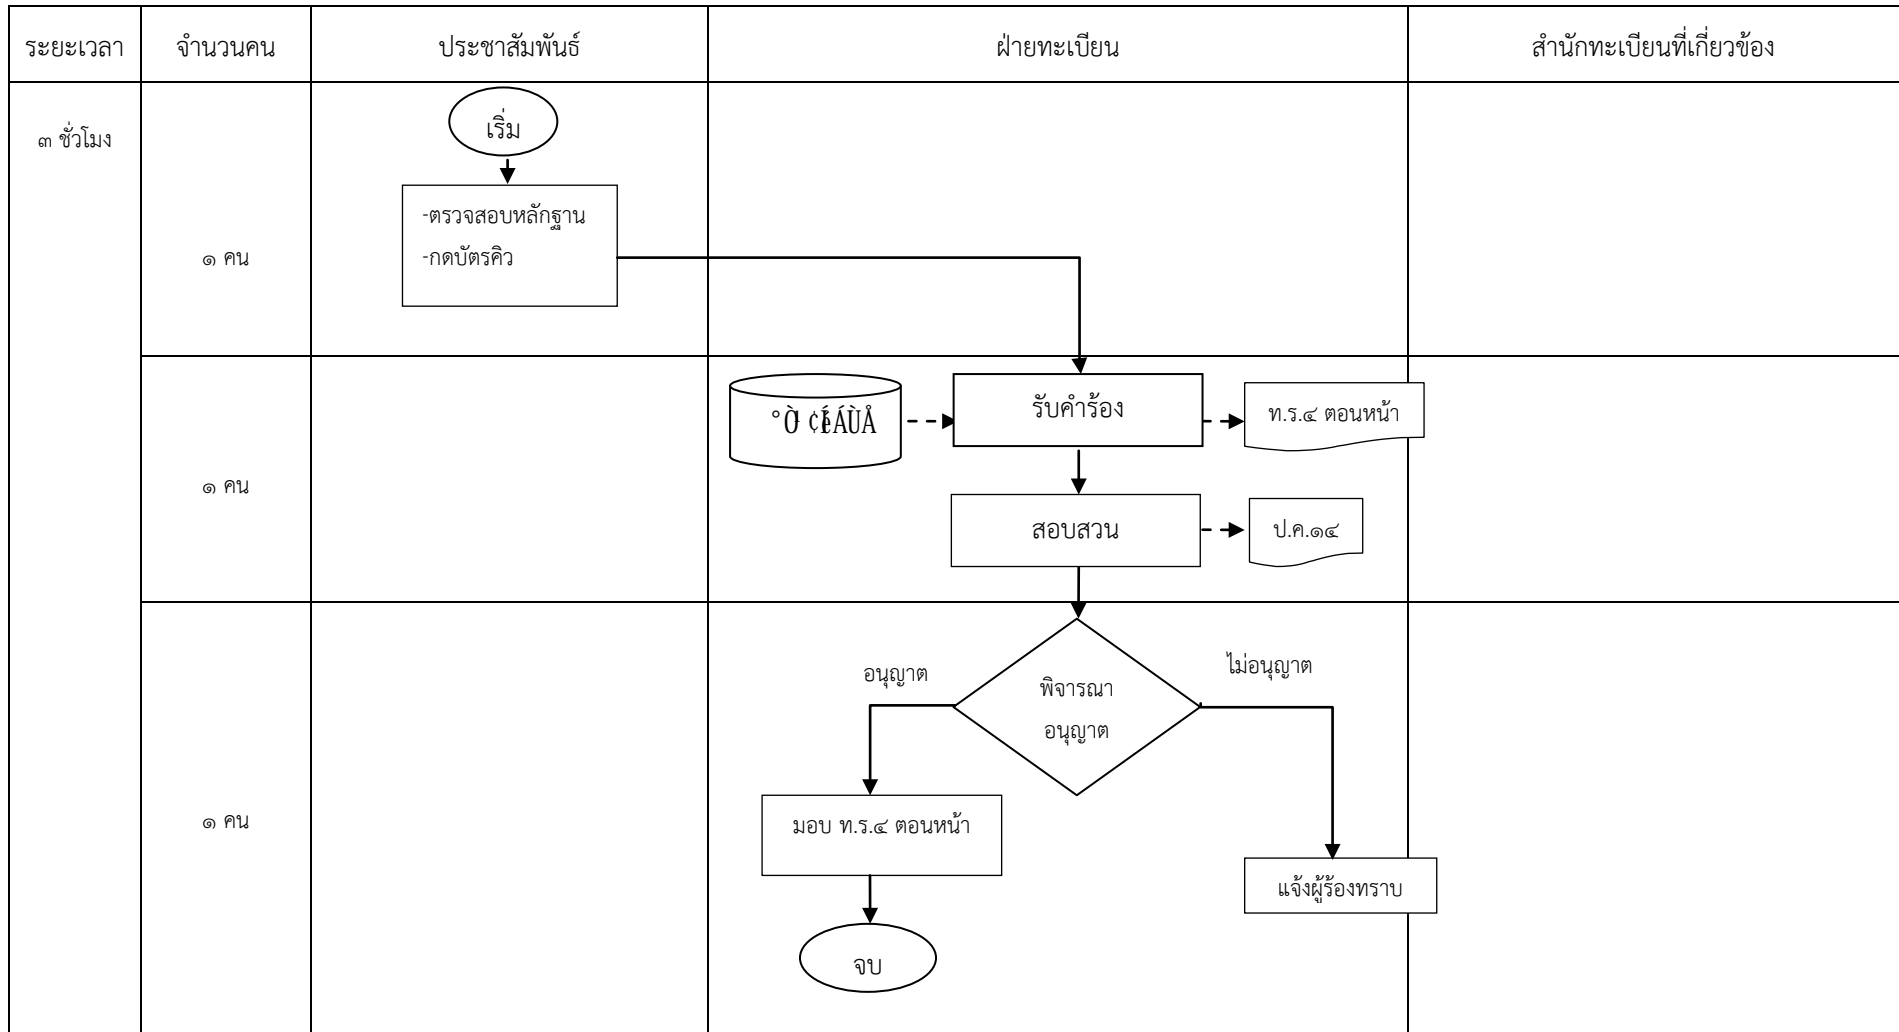 ระยะเวลา จำนวนคน ประชาสัมพันธ์ ฝ่ายทะเบียน สำนักทะเบียนที่เกี่ยวข้อง
เริ่ม
๓ ชั่วโมง
-ตรวจสอบหลักฐาน
-กดบัตรคิว
๑ คน
รับคำร้อง
ท.ร.๔ ตอนหน้า
๑ คน
สอบสวน
ป.ค.๑๔
อนุญาต
ไม่อนุญาต
พิจารณา
อนุญาต
๑ คน
มอบ ท.ร.๔ ตอนหน้า
แจ้งผู้ร้องทราบ
จบ